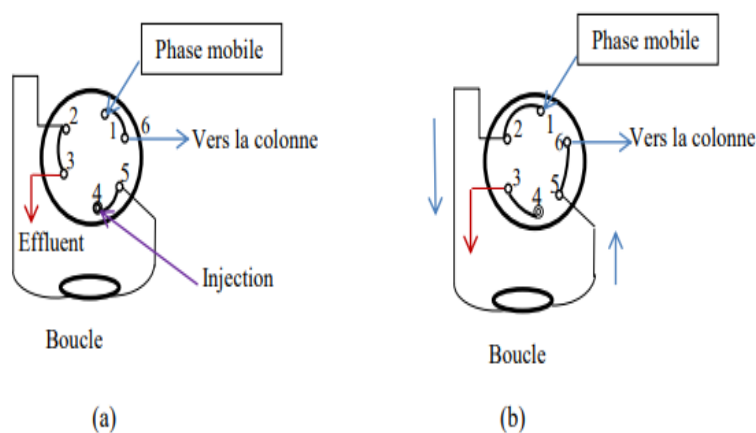 Phase mobile
2
1
6
Vers la colonne
3
5
4
Effluent
Injection
Boucle
(a)
Phase mobile
2
1
6
Vers la colonne
3
5
4
Boucle
(b)